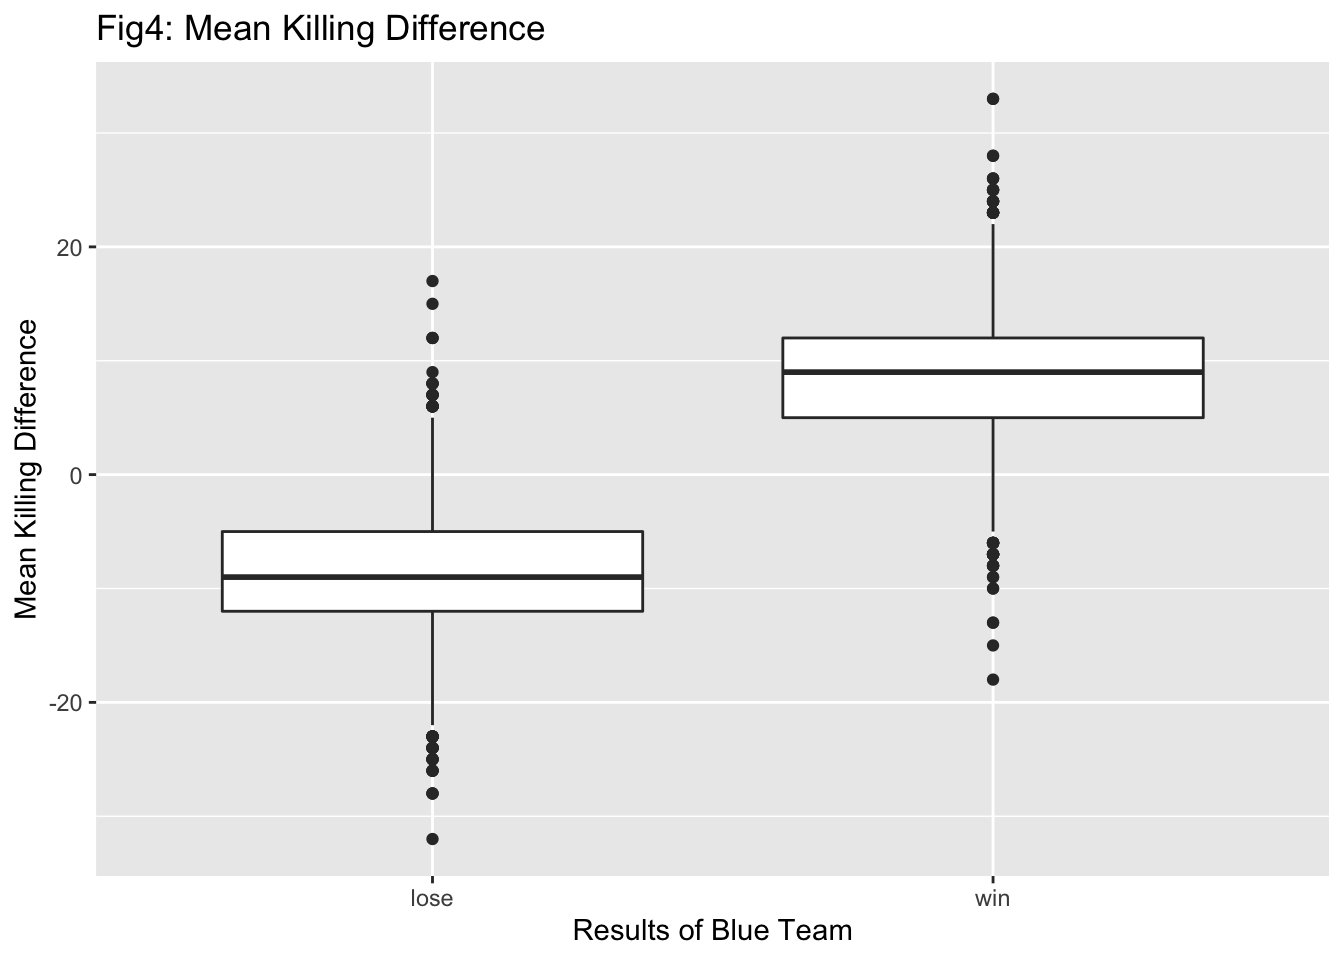 Fig4: Mean Killing Difference
Mean Killing Difference
20
0
-20
lose
win
Results of Blue Team